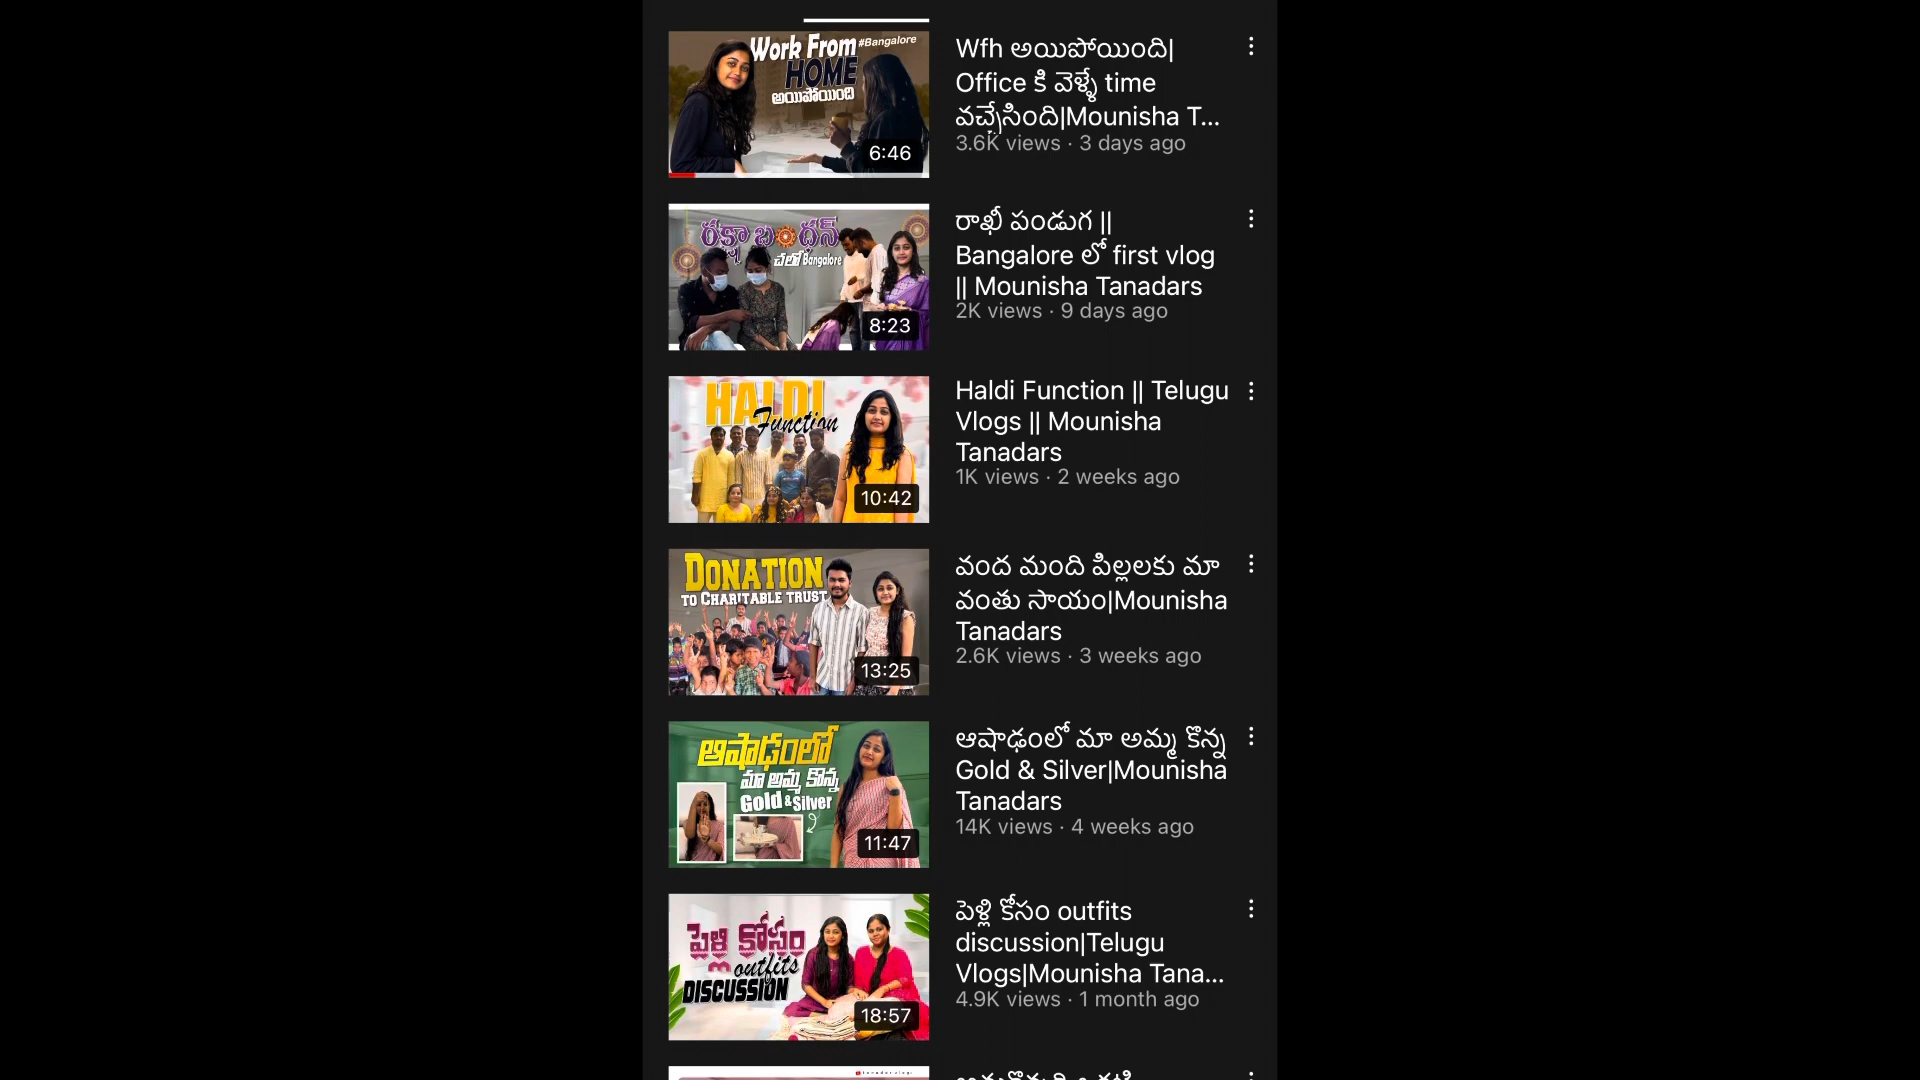 Work From #Bangalore
HOME
అయిపోయింది
6:46
Wfh అయిపోయింది|
Office కి వెళ్ళే time
వచ్చేసింది|Mounisha T...
3.6K views · 3 days ago
రక్షా బంధన్
చలో Bangalore
8:23
రాఖీ పండుగ ||
Bangalore లో first vlog
|| Mounisha Tanadars
2K views · 9 days ago
HALDI
Function
10:42
Haldi Function || Telugu
Vlogs || Mounisha
Tanadars
1K views · 2 weeks ago
DONATION
TO CHARITABLE TRUST
13:25
వంద మంది పిల్లలకు మా
వంతు సాయం|Mounisha
Tanadars
2.6K views · 3 weeks ago
ఆషాఢంలో
మా అమ్మ కొన్న
Gold & Silver
11:47
ఆషాఢంలో మా అమ్మ కొన్న
Gold & Silver|Mounisha
Tanadars
14K views · 4 weeks ago
పెళ్లి కోసం
outfits
DISCUSSION
18:57
పెళ్లి కోసం outfits
discussion|Telugu
Vlogs|Mounisha Tana...
4.9K views · 1 month ago